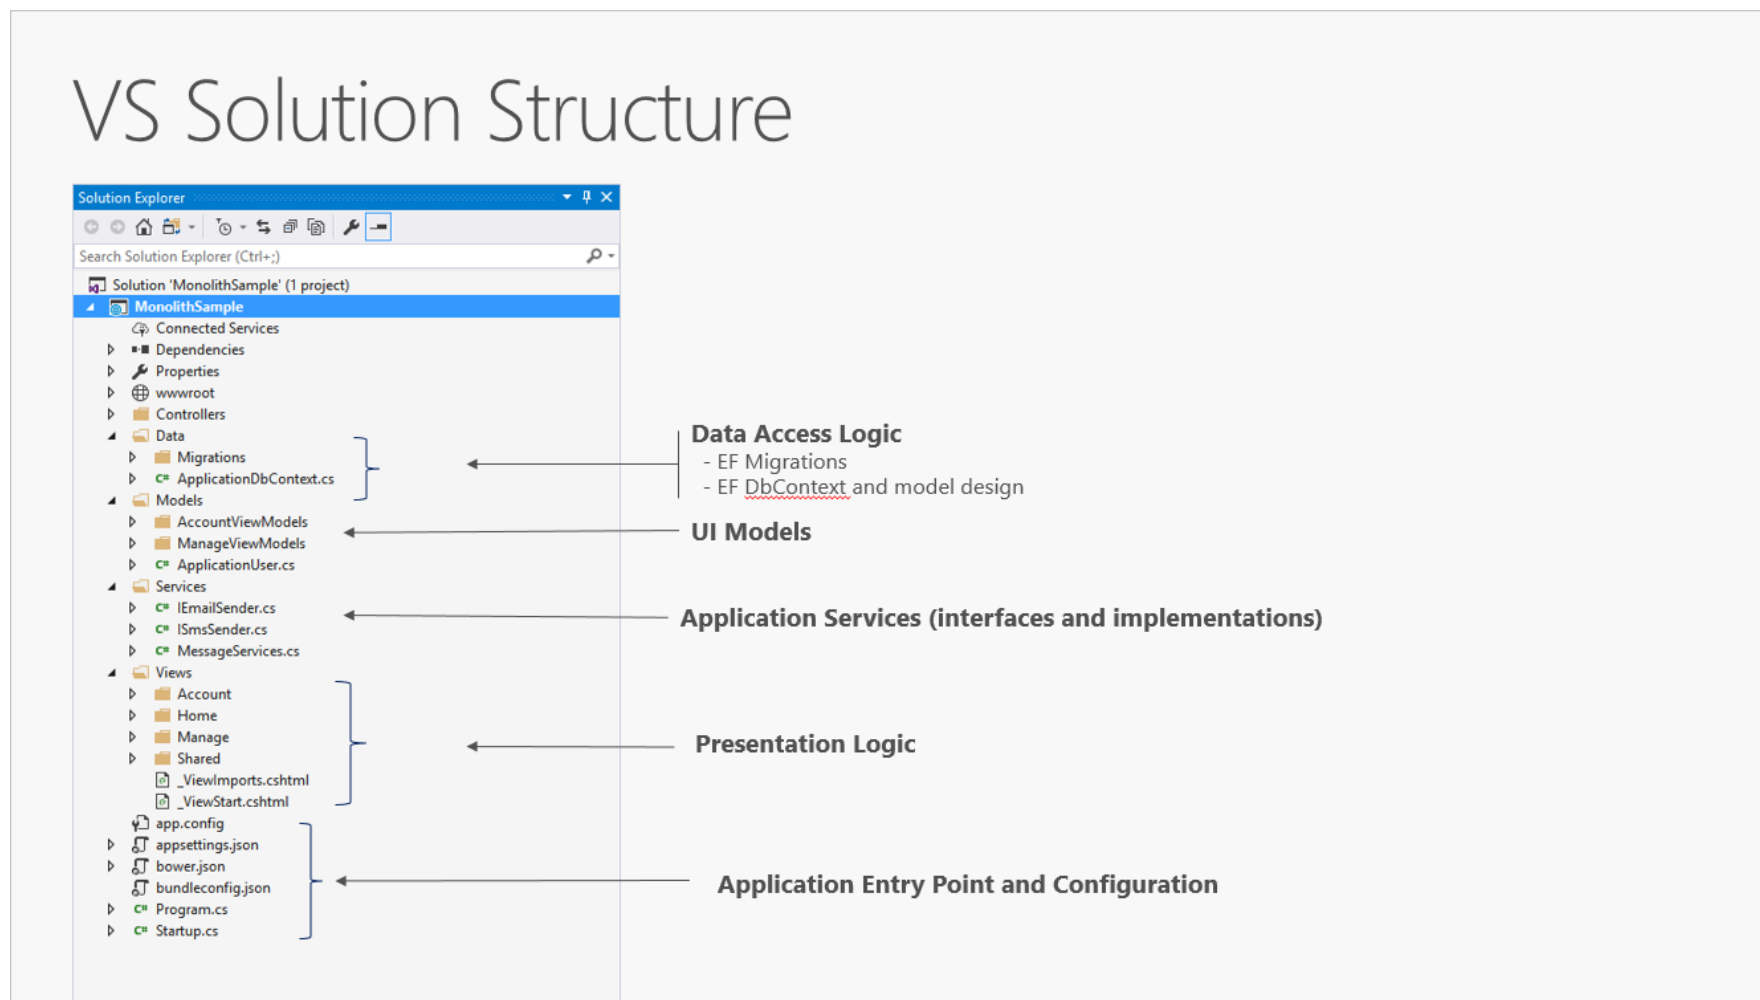 VS Solution Structure
Solution Explorer
Search Solution Explorer (Ctrl+;)
Solution 'MonolithSample' (1 project)
MonolithSample
Connected Services
Dependencies
Properties
wwwroot
Controllers
Data
Migrations
C# ApplicationDbContext.cs
Models
AccountViewModels
ManageViewModels
C# ApplicationUser.cs
Services
C# IEmailSender.cs
C# ISmsSender.cs
C# MessageServices.cs
Views
Account
Home
Manage
Shared
_ViewImports.cshtml
_ViewStart.cshtml
app.config
appsettings.json
bower.json
bundleconfig.json
C# Program.cs
C# Startup.cs
Data Access Logic
- EF Migrations
- EF DbContext and model design
UI Models
Application Services (interfaces and implementations)
Presentation Logic
Application Entry Point and Configuration